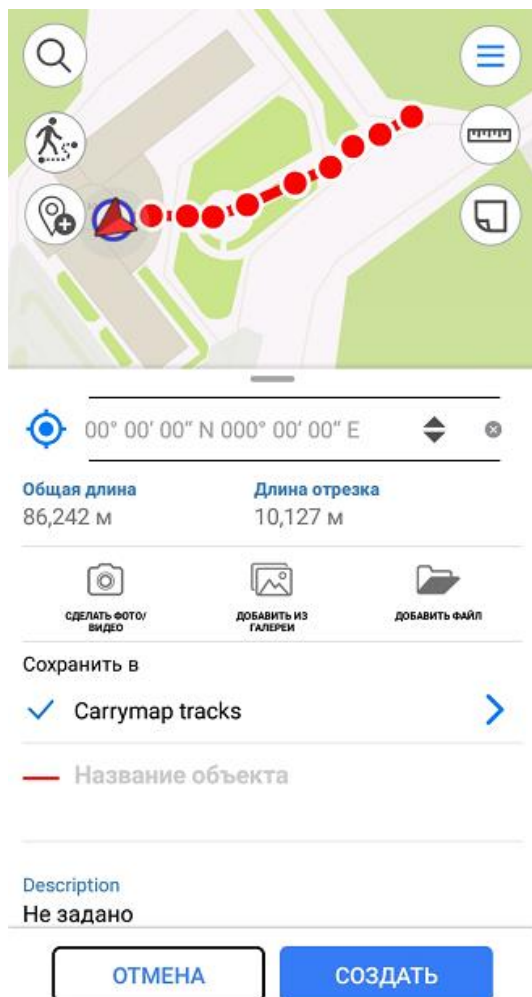 00° 00' 00" N 000° 00' 00" E
Общая длина
Длина отрезка
86,242 м
10,127 м
СДЕЛАТЬ ФОТО/
ВИДЕО
ДОБАВИТЬ ИЗ
ГАЛЕРЕИ
ДОБАВИТЬ ФАЙЛ
Сохранить в
Carrymap tracks
Название объекта
Description
Не задано
ОТМЕНА
СОЗДАТЬ